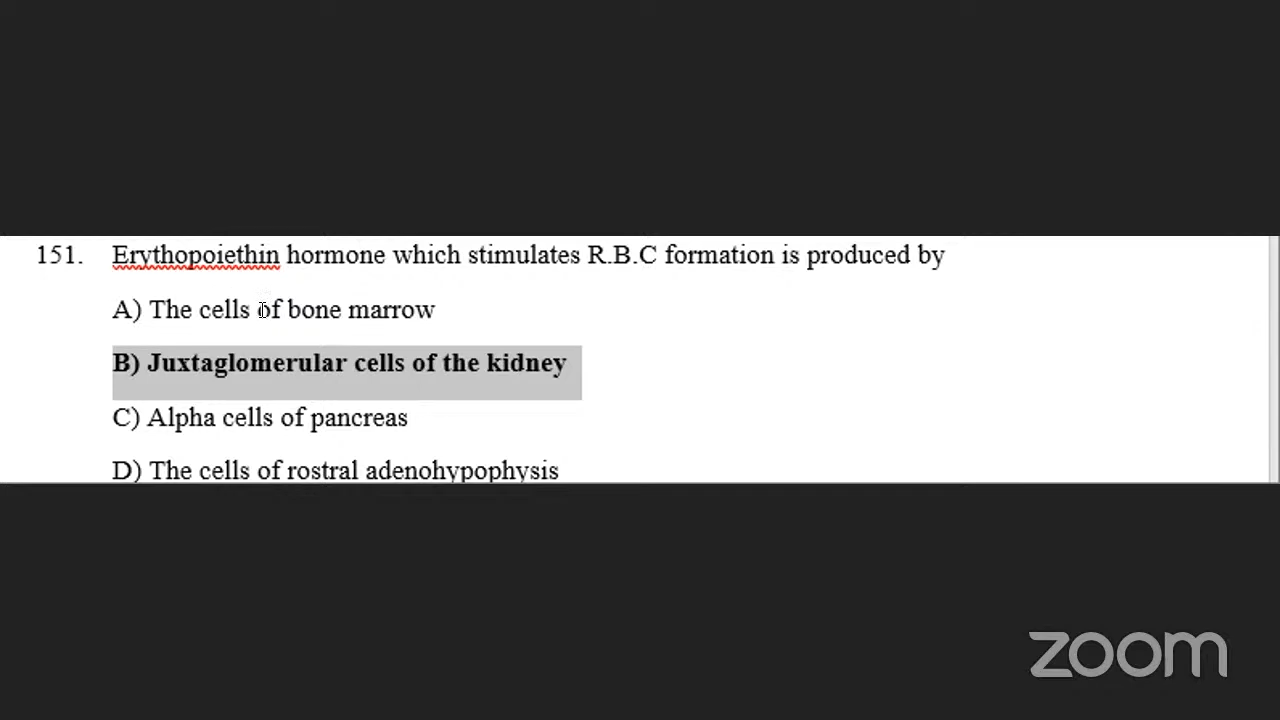 151. Erythopoiethin hormone which stimulates R.B.C formation is produced by
A) The cells of bone marrow
B) Juxtaglomerular cells of the kidney
C) Alpha cells of pancreas
D) The cells of rostral adenohypophysis
zoom